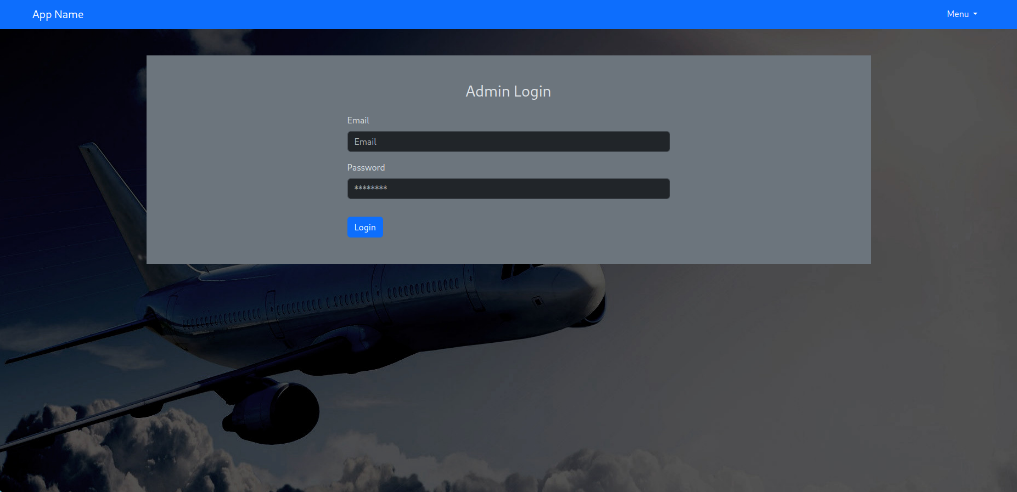 App Name
Menu
Admin Login
Email
Email
Password
********
Login